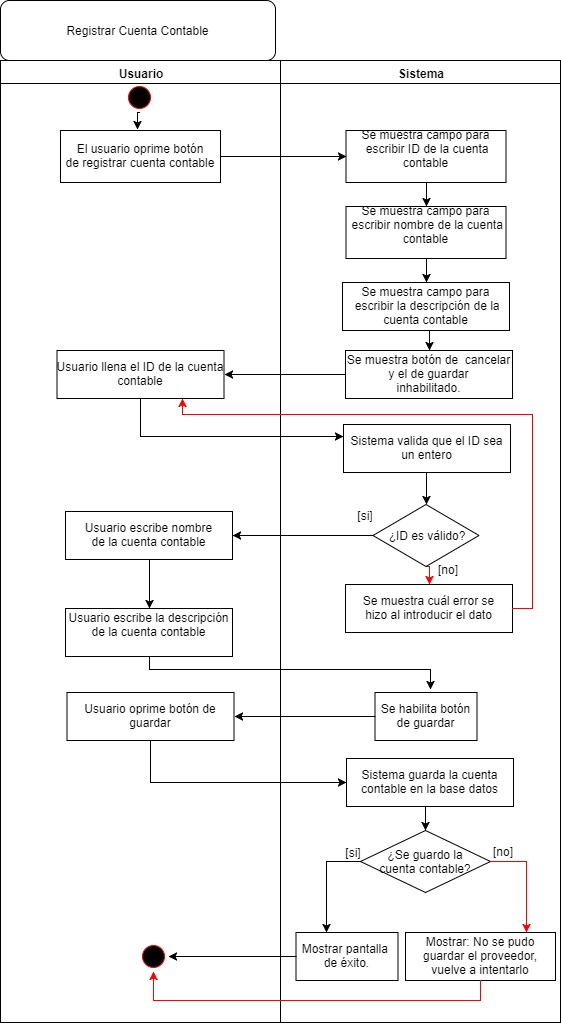 Registrar Cuenta Contable
Usuario
Sistema
El usuario oprime botón
de registrar cuenta contable
Se muestra campo para
escribir ID de la cuenta
contable
Se muestra campo para
escribir nombre de la cuenta
contable
Se muestra campo para
escribir la descripción de la
cuenta contable
Se muestra botón de cancelar
y el de guardar
inhabilitado.
Usuario llena el ID de la cuenta
contable
Sistema valida que el ID sea
un entero
¿ID es válido?
[si]
[no]
Usuario escribe nombre
de la cuenta contable
Se muestra cuál error se
hizo al introducir el dato
Usuario escribe la descripción
de la cuenta contable
Se habilita botón
de guardar
Usuario oprime botón de
guardar
Sistema guarda la cuenta
contable en la base datos
¿Se guardo la
cuenta contable?
[si]
[no]
Mostrar pantalla
de éxito.
Mostrar: No se pudo
guardar el proveedor,
vuelve a intentarlo